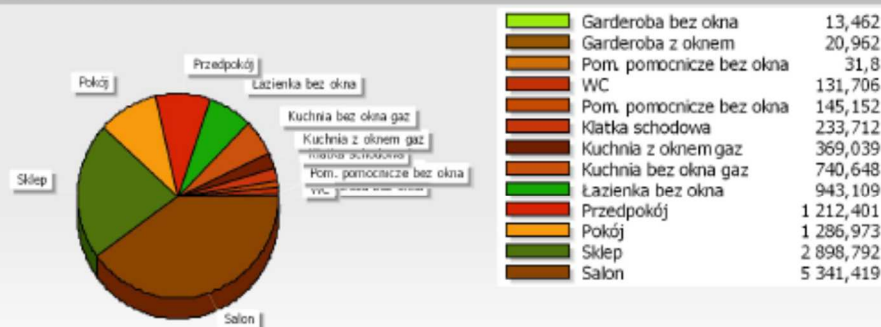 Przedpokój
Pokój
Łazienka bez okna
Kuchnia bez okna gaz
Kuchnia z oknem gaz
Klatka schodowa
Pom. pomocnicze bez okna
Sklep
WC
Salon
Garderoba bez okna 13,462
Garderoba z oknem 20,962
Pom. pomocnicze bez okna 31,8
WC 131,706
Pom. pomocnicze bez okna 145,152
Klatka schodowa 233,712
Kuchnia z oknem gaz 369,039
Kuchnia bez okna gaz 740,648
Łazienka bez okna 943,109
Przedpokój 1 212,401
Pokój 1 286,973
Sklep 2 898,792
Salon 5 341,419